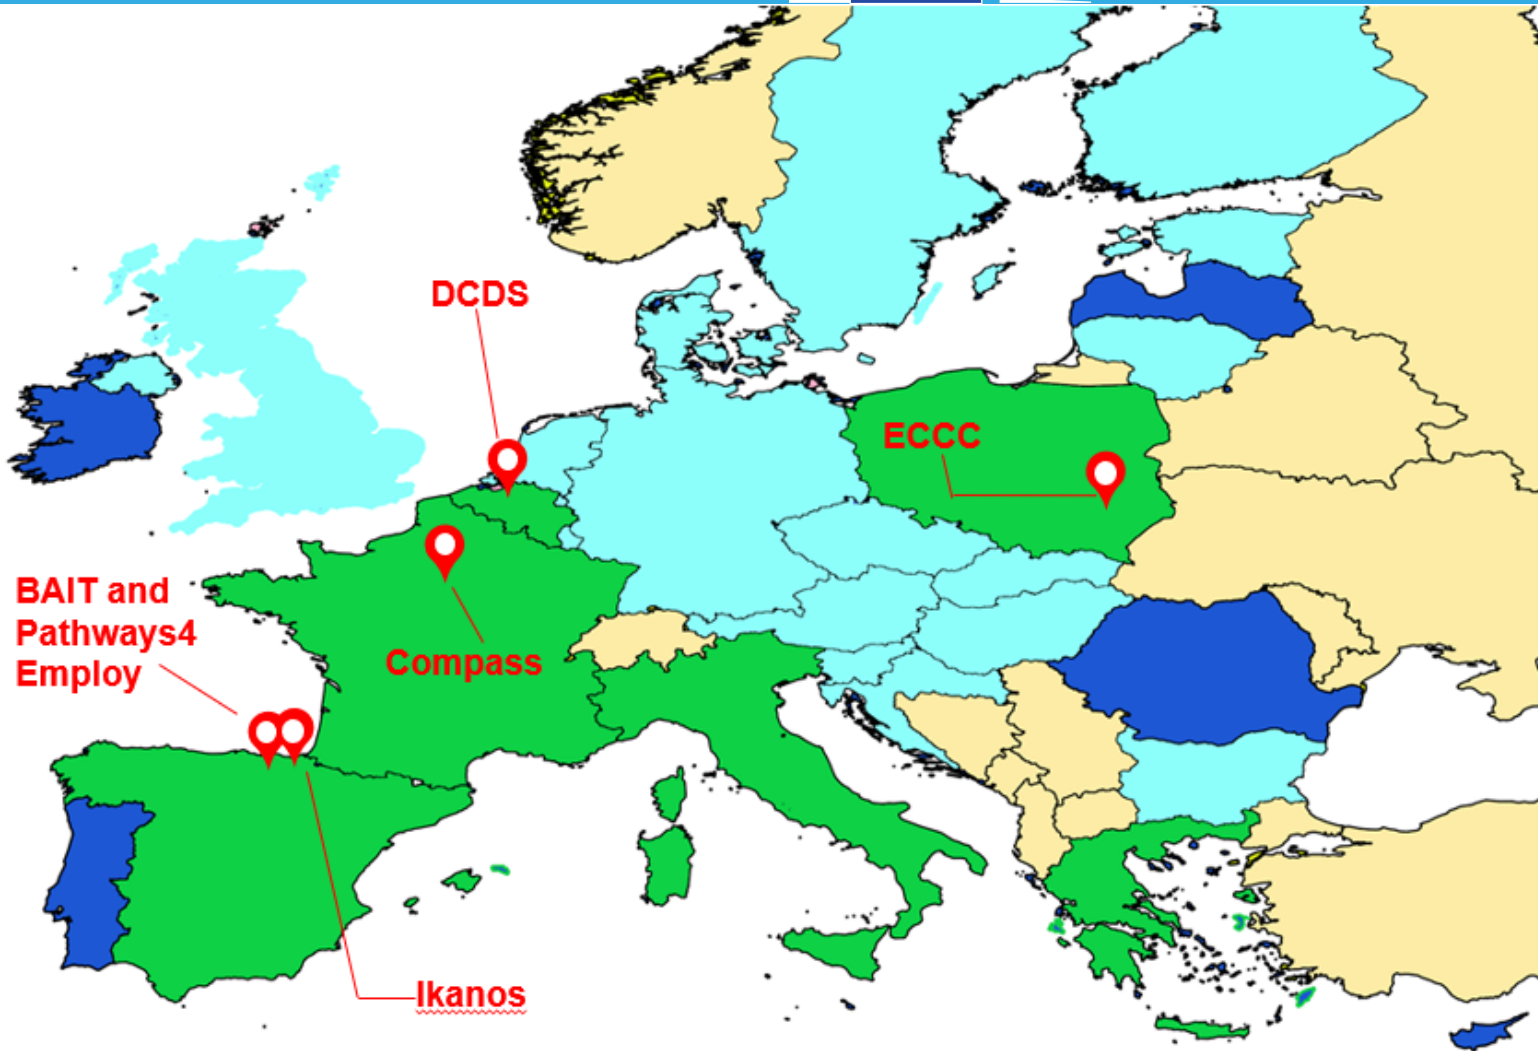 DCDS
ECCC
BAIT and
Pathways4
Employ
Compass
Ikanos